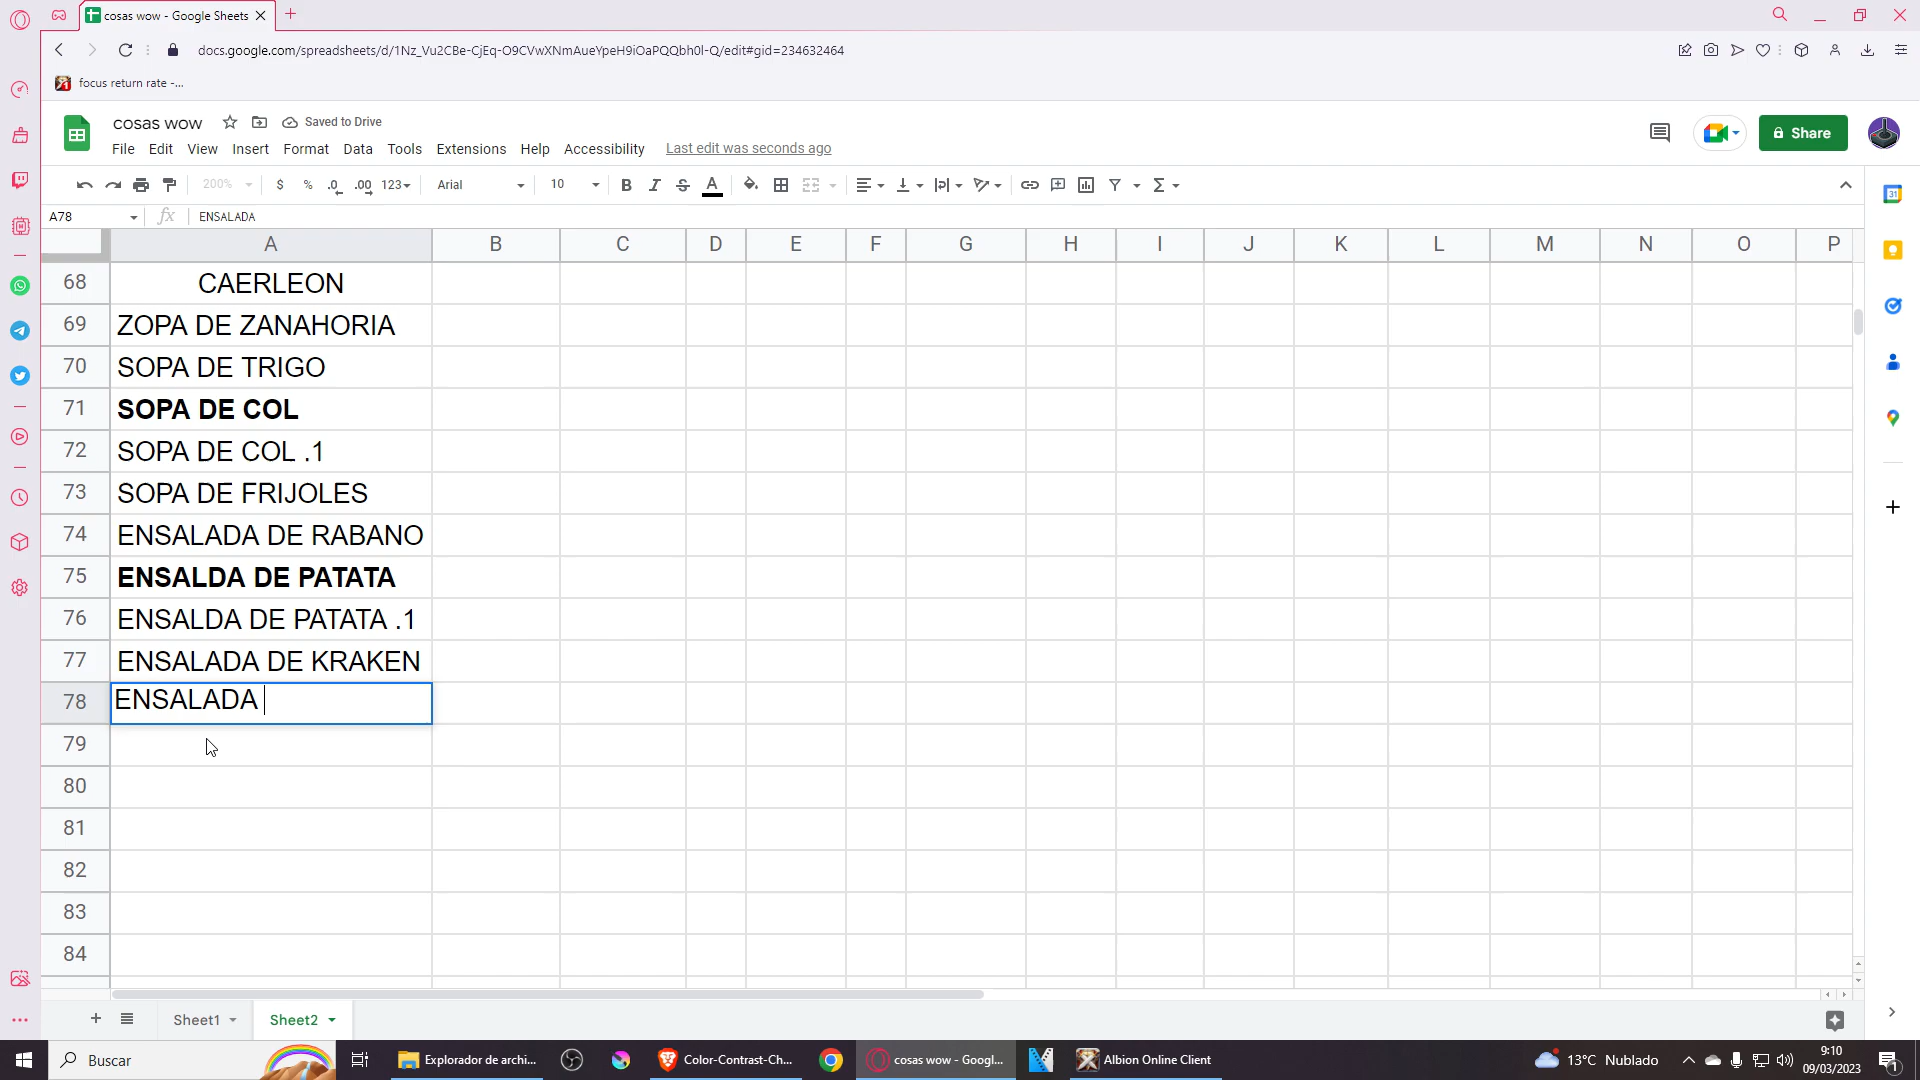 cosas wow - Google Sheets
docs.google.com/spreadsheets/d/1Nz_Vu2CBe-CjEq-O9CVwXNmAueYpeH9iOaPQQbh0l-Q/edit#gid=234632464
focus return rate -...
cosas wow
Saved to Drive
Share
File Edit View Insert Format Data Tools Extensions Help Accessibility Last edit was seconds ago
200% $ % .0 .00 123 Arial 10 B I S A
A78 fx ENSALADA
A B C D E F G H I J K L M N O P
68 CAERLEON
69 ZOPA DE ZANAHORIA
70 SOPA DE TRIGO
71 SOPA DE COL
72 SOPA DE COL .1
73 SOPA DE FRIJOLES
74 ENSALADA DE RABANO
75 ENSALDA DE PATATA
76 ENSALDA DE PATATA .1
77 ENSALADA DE KRAKEN
78 ENSALADA
79
80
81
82
83
84
Sheet1 Sheet2
Buscar Explorador de archi... Color-Contrast-Ch... cosas wow - Googl... Albion Online Client 13°C Nublado 9:10
09/03/2023